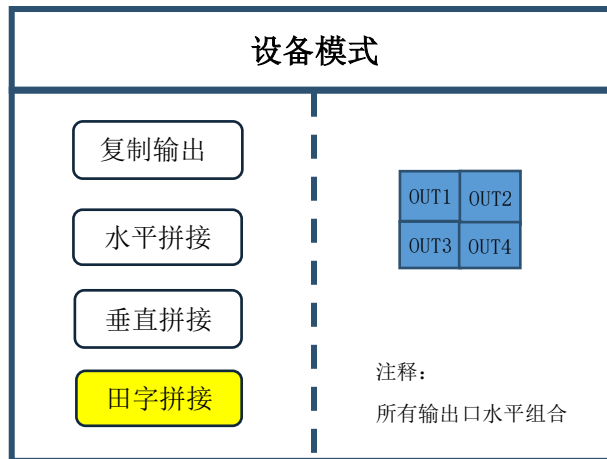 设备模式
复制输出
水平拼接
垂直拼接
田字拼接
OUT1 OUT2
OUT3 OUT4
注释：
所有输出口水平组合